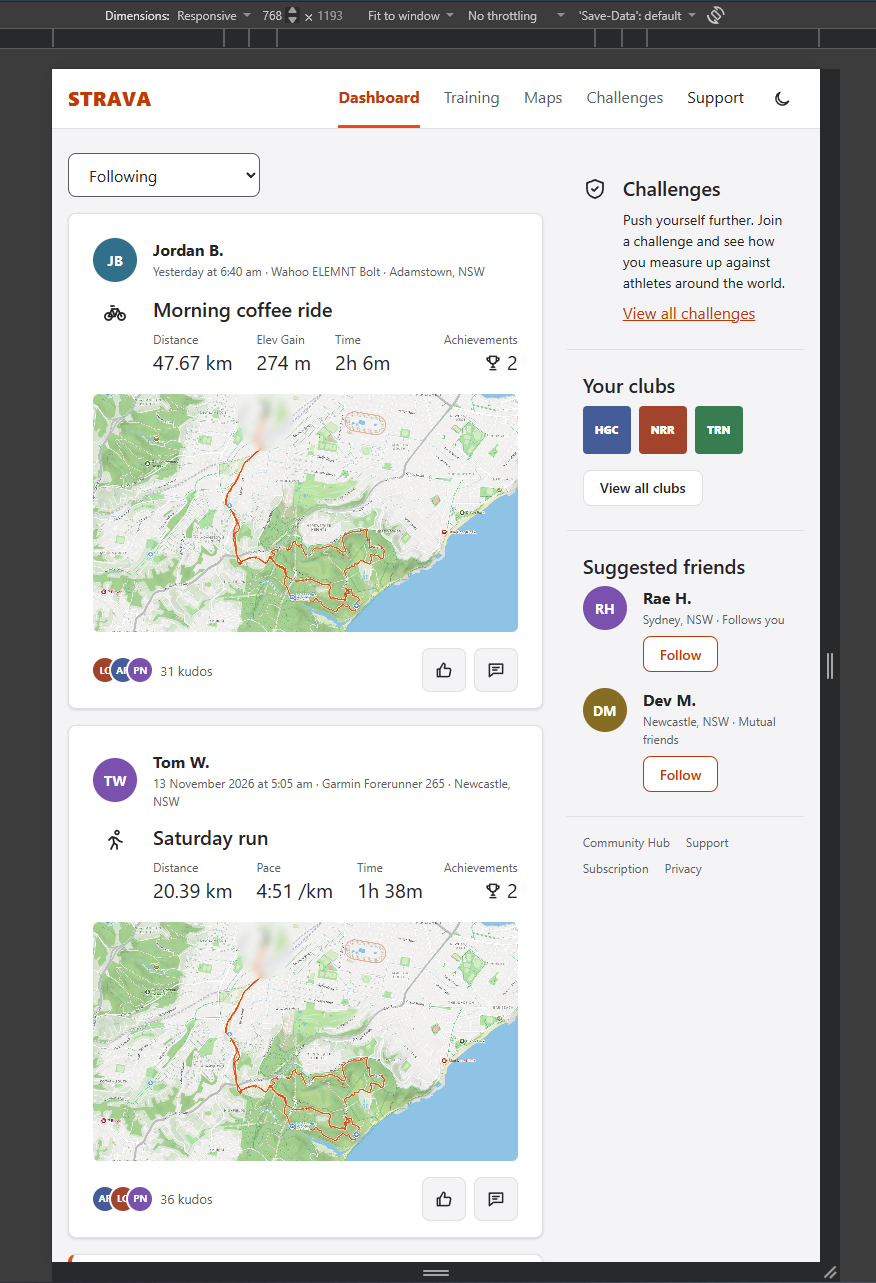 Dimensions: Responsive 768 × 1193 Fit to window No throttling 'Save-Data': default
STRAVA
Dashboard Training Maps Challenges Support
Following
JB
Jordan B.
Yesterday at 6:40 am · Wahoo ELEMNT Bolt · Adamstown, NSW
Morning coffee ride
Distance Elev Gain Time Achievements
47.67 km 274 m 2h 6m 2
PN 31 kudos
TW
Tom W.
13 November 2026 at 5:05 am · Garmin Forerunner 265 · Newcastle,
NSW
Saturday run
Distance Pace Time Achievements
20.39 km 4:51 /km 1h 38m 2
PN 36 kudos
Challenges
Push yourself further. Join
a challenge and see how
you measure up against
athletes around the world.
View all challenges
Your clubs
HGC NRR TRN
View all clubs
Suggested friends
RH
Rae H.
Sydney, NSW · Follows you
Follow
DM
Dev M.
Newcastle, NSW · Mutual
friends
Follow
Community Hub Support
Subscription Privacy